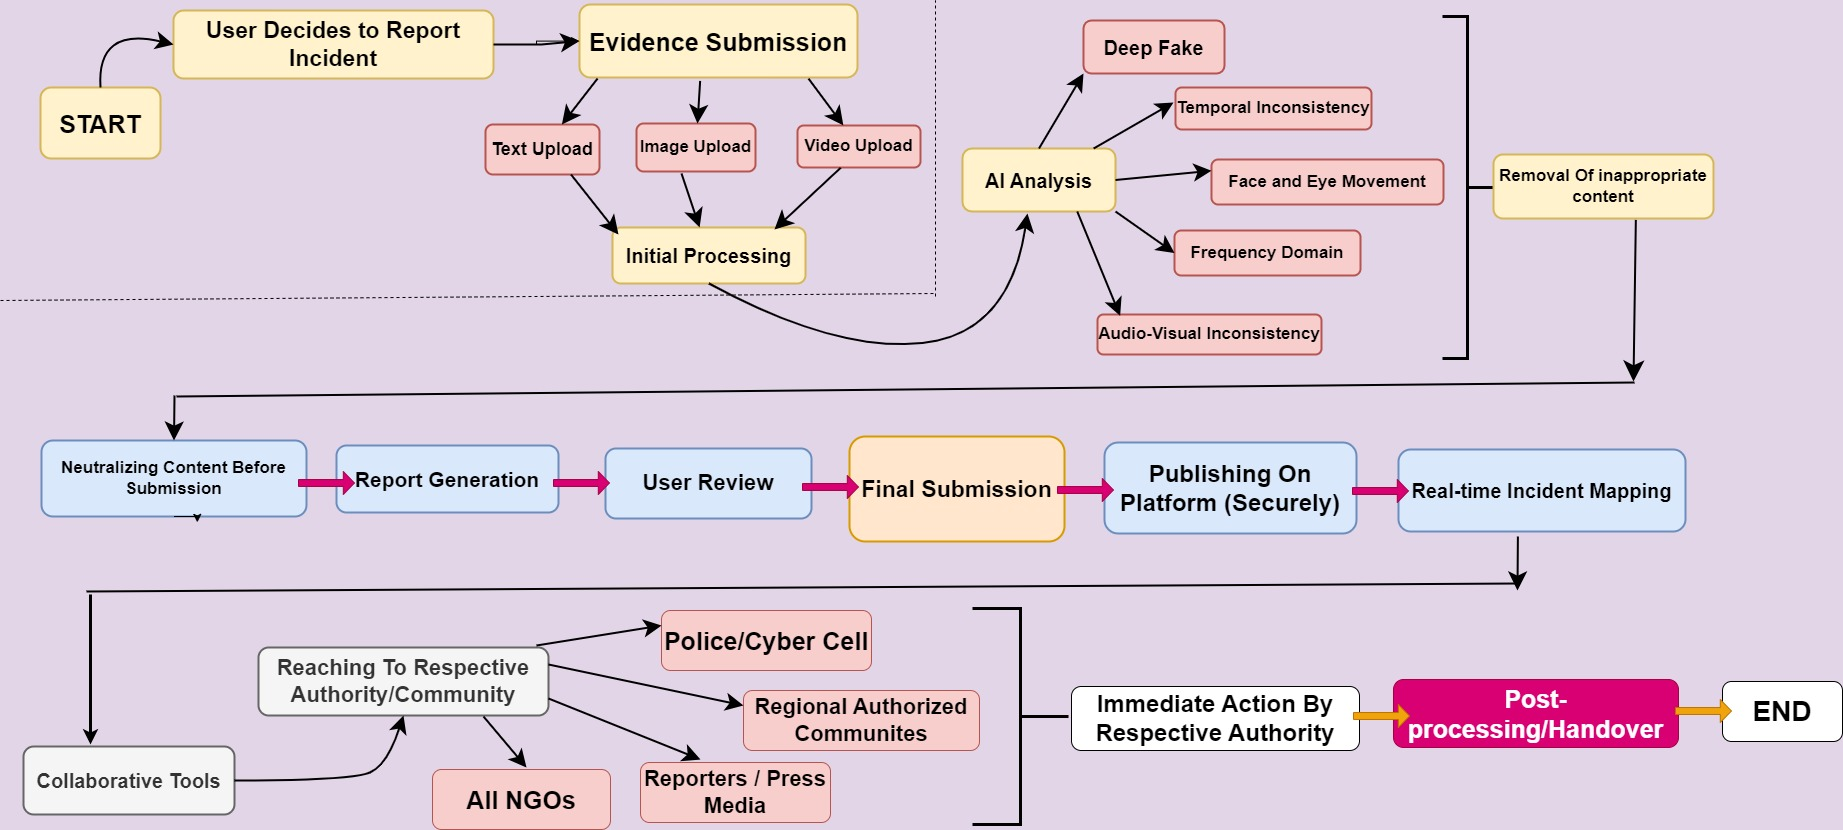 START
User Decides to Report
Incident
Evidence Submission
Text Upload
Image Upload
Video Upload
Initial Processing
AI Analysis
Deep Fake
Temporal Inconsistency
Face and Eye Movement
Frequency Domain
Audio-Visual Inconsistency
Removal Of inappropriate
content
Neutralizing Content Before
Submission
Report Generation
User Review
Final Submission
Publishing On
Platform (Securely)
Real-time Incident Mapping
Collaborative Tools
Reaching To Respective
Authority/Community
Police/Cyber Cell
Regional Authorized
Communites
Reporters / Press
Media
All NGOs
Immediate Action By
Respective Authority
Post-
processing/Handover
END